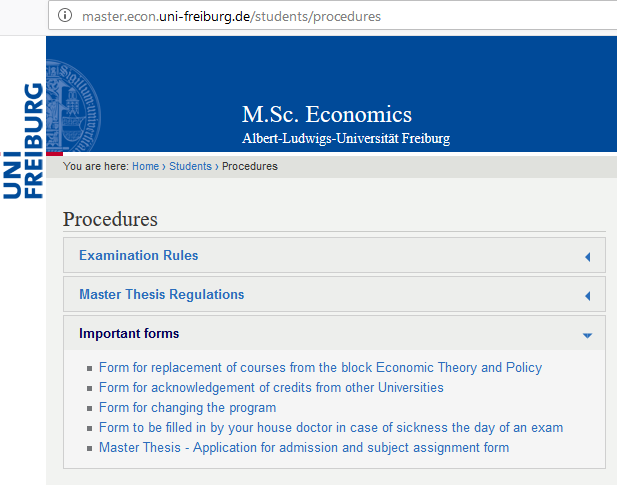 master.econ.uni-freiburg.de/students/procedures
UNI
FREIBURG
M.Sc. Economics
Albert-Ludwigs-Universität Freiburg
You are here: Home › Students › Procedures
Procedures
Examination Rules
Master Thesis Regulations
Important forms
Form for replacement of courses from the block Economic Theory and Policy
Form for acknowledgement of credits from other Universities
Form for changing the program
Form to be filled in by your house doctor in case of sickness the day of an exam
Master Thesis - Application for admission and subject assignment form